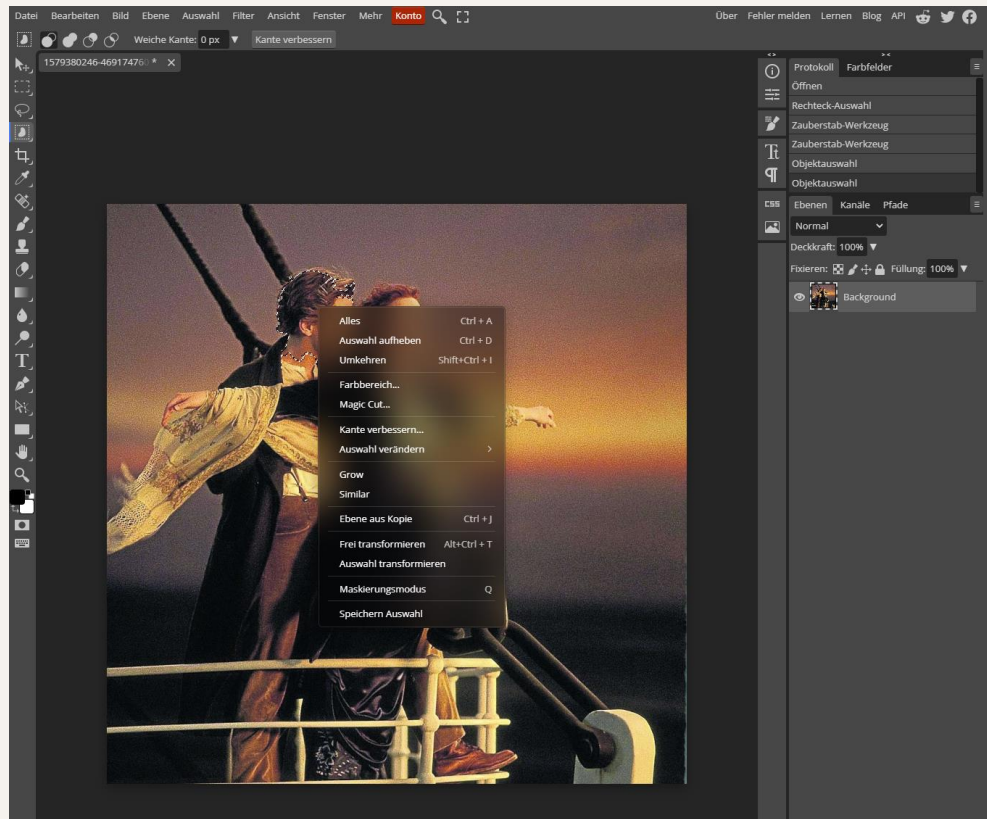 Datei Bearbeiten Bild Ebene Auswahl Filter Ansicht Fenster Mehr Konto Über Fehler melden Lernen Blog API
Weiche Kante: 0 px ▼ Kante verbessern
1579380246-469174760 * X
Protokoll Farbfelder
Öffnen
Rechteck-Auswahl
Zauberstab-Werkzeug
Zauberstab-Werkzeug
Objektauswahl
Objektauswahl
CSS
Ebenen Kanäle Pfade
Normal
Deckkraft: 100% ▼
Fixieren: Füllung: 100% ▼
Background
Alles Ctrl + A
Auswahl aufheben Ctrl + D
Umkehren Shift+Ctrl + I
Farbbereich...
Magic Cut...
Kante verbessern...
Auswahl verändern >
Grow
Similar
Ebene aus Kopie Ctrl + J
Frei transformieren Alt+Ctrl + T
Auswahl transformieren
Maskierungsmodus Q
Speichern Auswahl